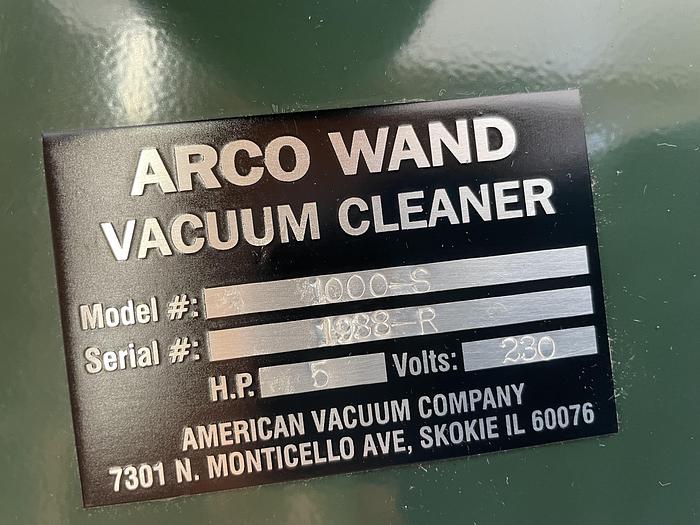 ARCO WAND
VACUUM CLEANER
Model #: 1000-S
Serial #: 1988-R
H.P. 5 Volts: 230
AMERICAN VACUUM COMPANY
7301 N. MONTICELLO AVE, SKOKIE IL 60076